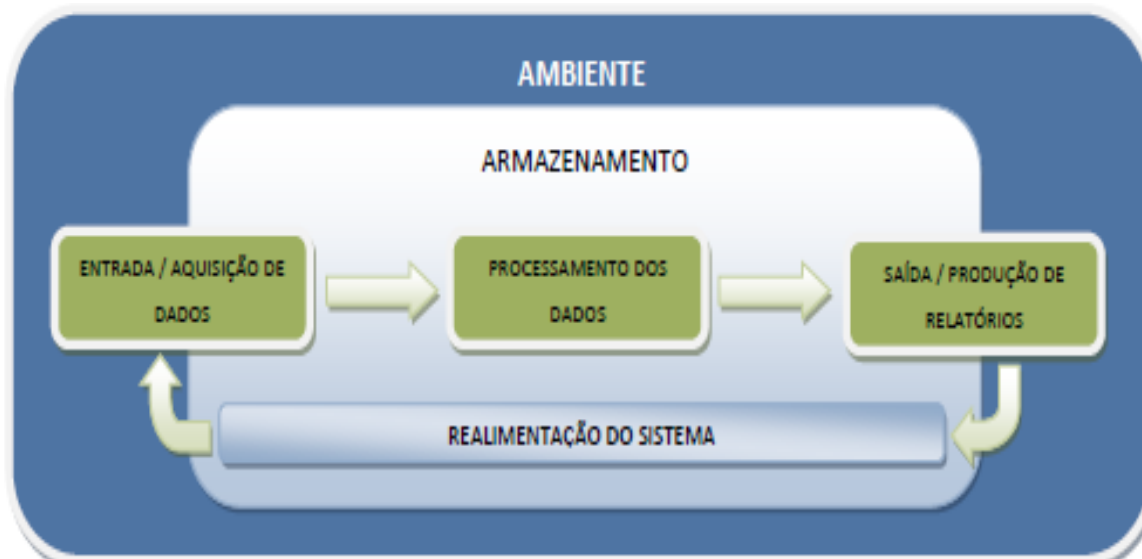 AMBIENTE
ARMAZENAMENTO
ENTRADA / AQUISIÇÃO DE
DADOS
PROCESSAMENTO DOS
DADOS
SAÍDA / PRODUÇÃO DE
RELATÓRIOS
REALIMENTAÇÃO DO SISTEMA